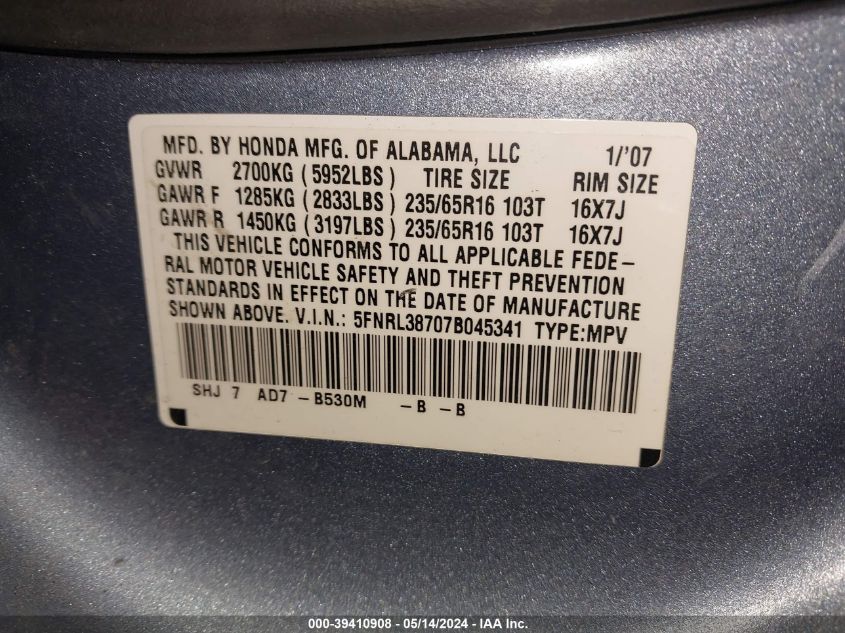 MFD. BY HONDA MFG. OF ALABAMA, LLC 1/'07
GVWR 2700KG (5952LBS) TIRE SIZE RIM SIZE
GAWR F 1285KG (2833LBS) 235/65R16 103T 16X7J
GAWR R 1450KG (3197LBS) 235/65R16 103T 16X7J
THIS VEHICLE CONFORMS TO ALL APPLICABLE FEDE-
RAL MOTOR VEHICLE SAFETY AND THEFT PREVENTION
STANDARDS IN EFFECT ON THE DATE OF MANUFACTURE
SHOWN ABOVE. V.I.N.: 5FNRL38707B045341 TYPE:MPV
SHJ 7 AD7 -B530M -B -B
000-39410908 - 05/14/2024 - IAA Inc.